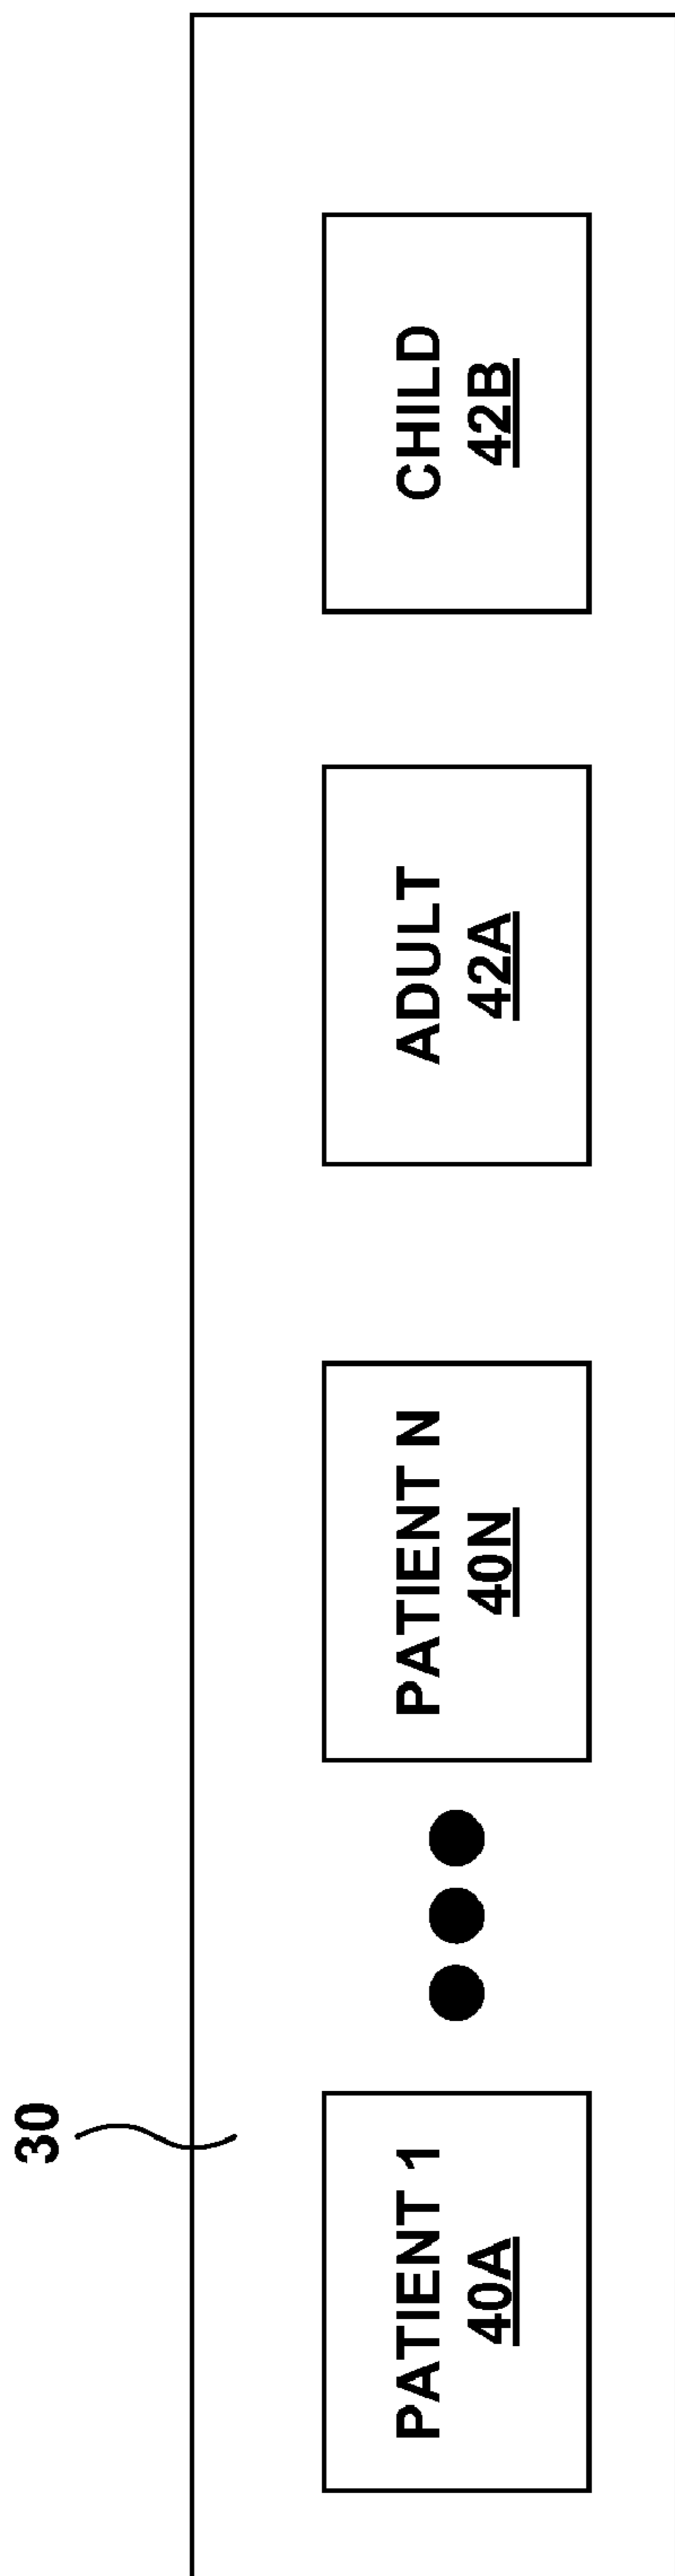 30
PATIENT 1
40A
PATIENT N
40N
ADULT
42A
CHILD
42B